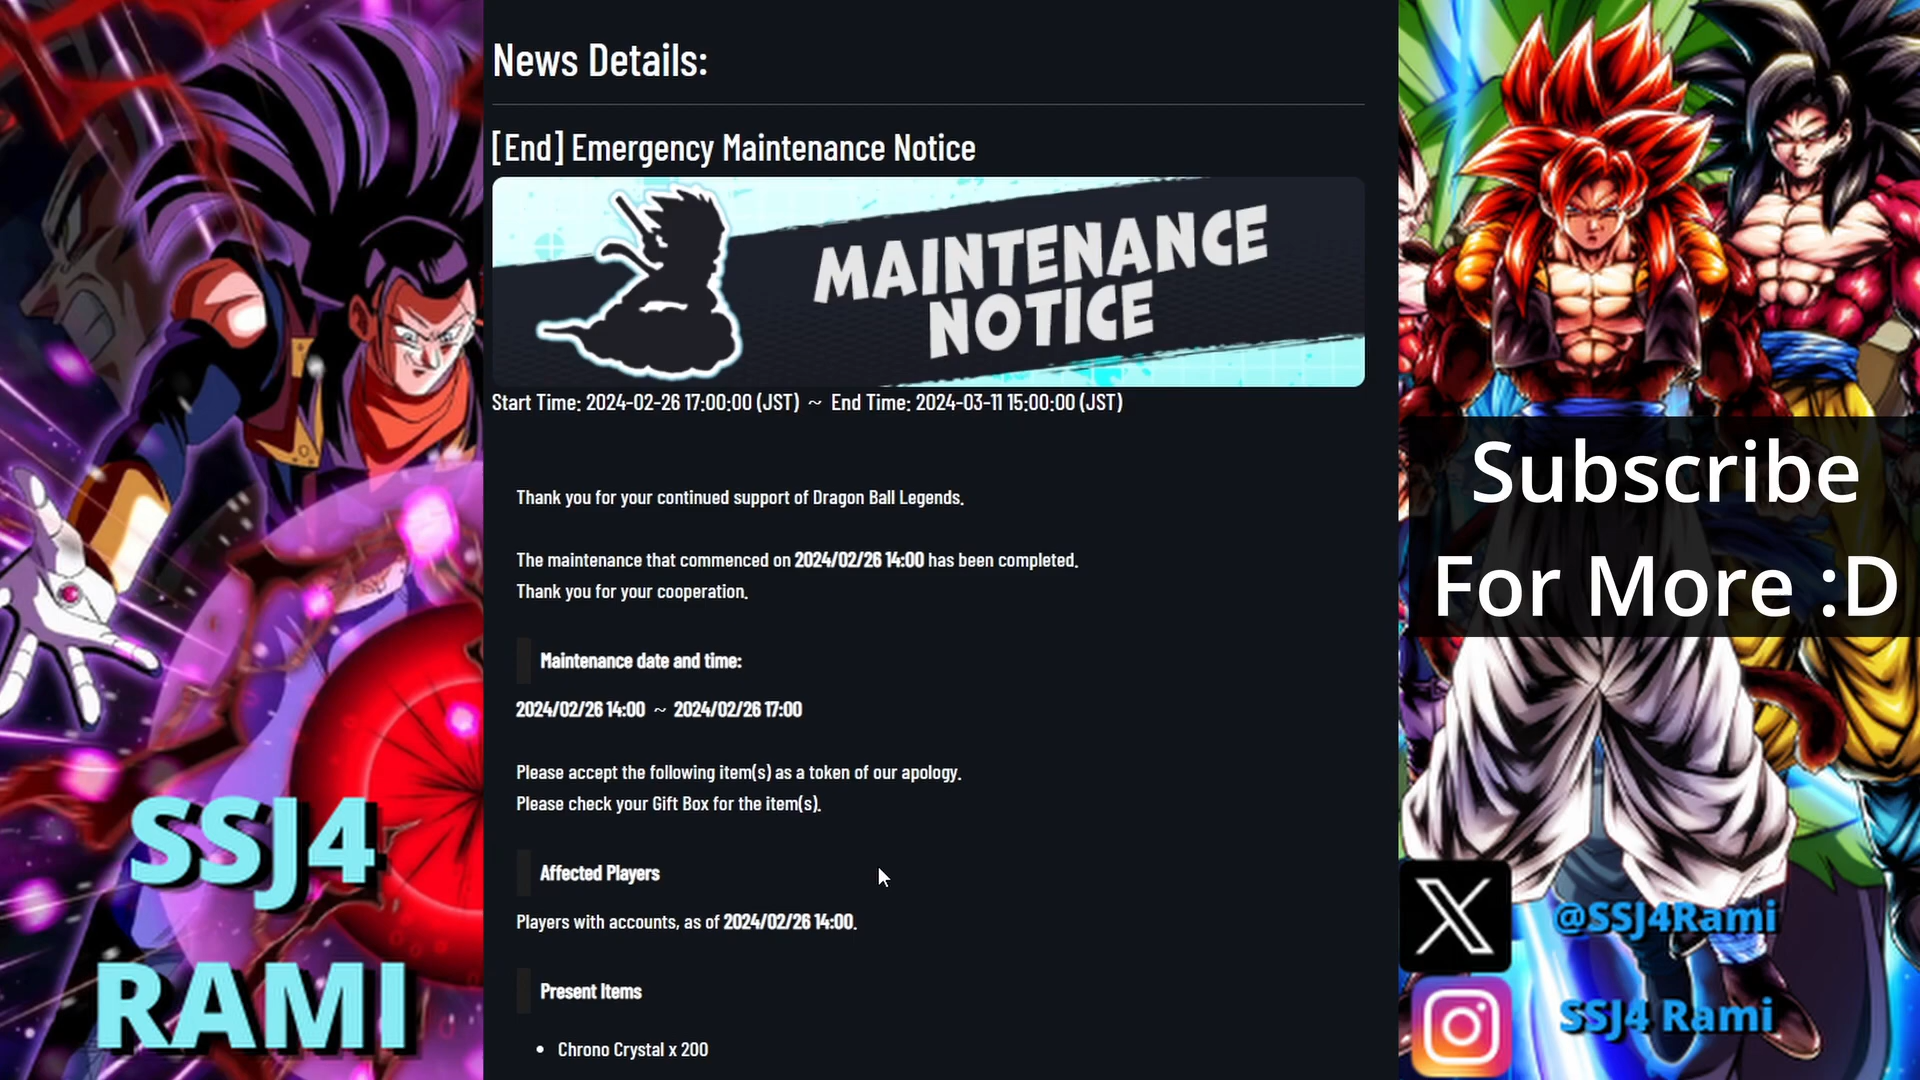 News Details:
[End] Emergency Maintenance Notice
MAINTENANCE
NOTICE
Start Time: 2024-02-26 17:00:00 (JST) ~ End Time: 2024-03-11 15:00:00 (JST)
Thank you for your continued support of Dragon Ball Legends.
The maintenance that commenced on 2024/02/26 14:00 has been completed.
Thank you for your cooperation.
Maintenance date and time:
2024/02/26 14:00 ~ 2024/02/26 17:00
Please accept the following item(s) as a token of our apology.
Please check your Gift Box for the item(s).
Affected Players
Players with accounts, as of 2024/02/26 14:00.
Present Items
• Chrono Crystal x 200
SSJ4
RAMI
Subscribe
For More :D
@SSJ4Rami
SSJ4 Rami